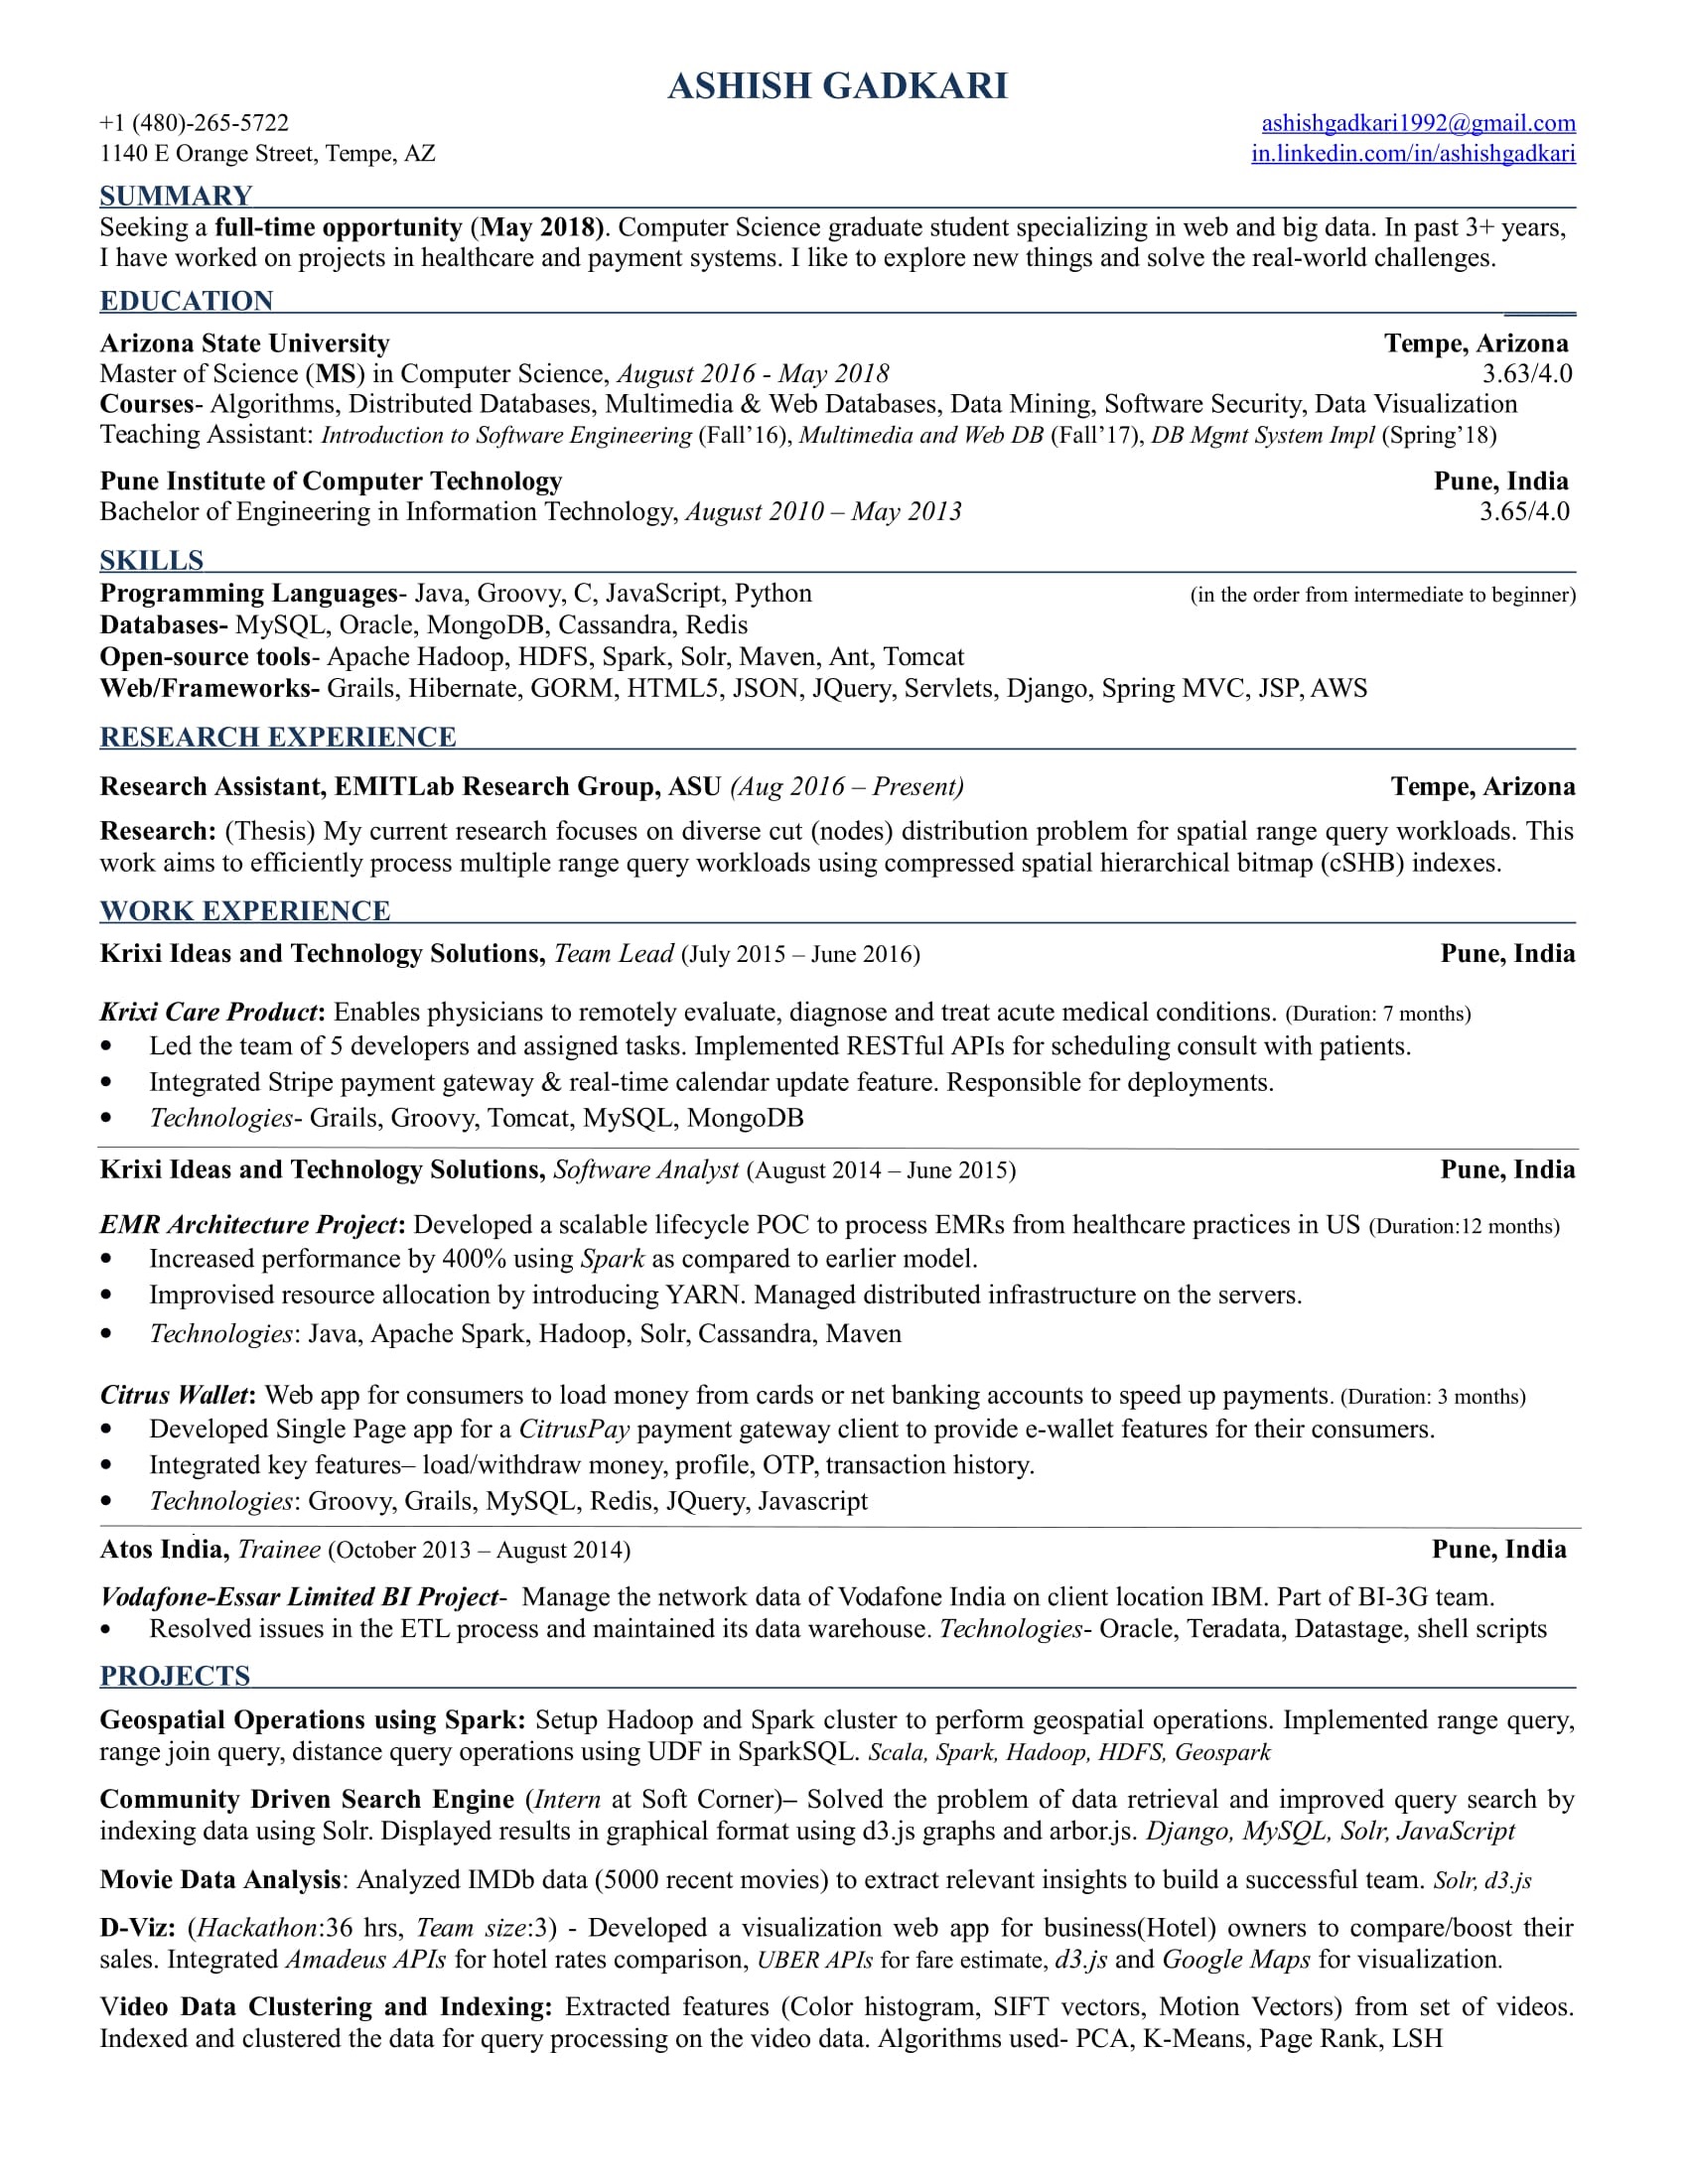 ASHISH GADKARI
+1 (480)-265-5722 ashishgadkari1992@gmail.com
1140 E Orange Street, Tempe, AZ in.linkedin.com/in/ashishgadkari
SUMMARY
Seeking a full-time opportunity (May 2018). Computer Science graduate student specializing in web and big data. In past 3+ years,
I have worked on projects in healthcare and payment systems. I like to explore new things and solve the real-world challenges.
EDUCATION
Arizona State University Tempe, Arizona
Master of Science (MS) in Computer Science, August 2016 - May 2018 3.63/4.0
Courses- Algorithms, Distributed Databases, Multimedia & Web Databases, Data Mining, Software Security, Data Visualization
Teaching Assistant: Introduction to Software Engineering (Fall’16), Multimedia and Web DB (Fall’17), DB Mgmt System Impl (Spring’18)
Pune Institute of Computer Technology Pune, India
Bachelor of Engineering in Information Technology, August 2010 – May 2013 3.65/4.0
SKILLS
Programming Languages- Java, Groovy, C, JavaScript, Python (in the order from intermediate to beginner)
Databases- MySQL, Oracle, MongoDB, Cassandra, Redis
Open-source tools- Apache Hadoop, HDFS, Spark, Solr, Maven, Ant, Tomcat
Web/Frameworks- Grails, Hibernate, GORM, HTML5, JSON, JQuery, Servlets, Django, Spring MVC, JSP, AWS
RESEARCH EXPERIENCE
Research Assistant, EMITLab Research Group, ASU (Aug 2016 – Present) Tempe, Arizona
Research: (Thesis) My current research focuses on diverse cut (nodes) distribution problem for spatial range query workloads. This
work aims to efficiently process multiple range query workloads using compressed spatial hierarchical bitmap (cSHB) indexes.
WORK EXPERIENCE
Krixi Ideas and Technology Solutions, Team Lead (July 2015 – June 2016) Pune, India
Krixi Care Product: Enables physicians to remotely evaluate, diagnose and treat acute medical conditions. (Duration: 7 months)
• Led the team of 5 developers and assigned tasks. Implemented RESTful APIs for scheduling consult with patients.
• Integrated Stripe payment gateway & real-time calendar update feature. Responsible for deployments.
• Technologies- Grails, Groovy, Tomcat, MySQL, MongoDB
Krixi Ideas and Technology Solutions, Software Analyst (August 2014 – June 2015) Pune, India
EMR Architecture Project: Developed a scalable lifecycle POC to process EMRs from healthcare practices in US (Duration:12 months)
• Increased performance by 400% using Spark as compared to earlier model.
• Improvised resource allocation by introducing YARN. Managed distributed infrastructure on the servers.
• Technologies: Java, Apache Spark, Hadoop, Solr, Cassandra, Maven
Citrus Wallet: Web app for consumers to load money from cards or net banking accounts to speed up payments. (Duration: 3 months)
• Developed Single Page app for a CitrusPay payment gateway client to provide e-wallet features for their consumers.
• Integrated key features– load/withdraw money, profile, OTP, transaction history.
• Technologies: Groovy, Grails, MySQL, Redis, JQuery, Javascript
Atos India, Trainee (October 2013 – August 2014) Pune, India
Vodafone-Essar Limited BI Project- Manage the network data of Vodafone India on client location IBM. Part of BI-3G team.
• Resolved issues in the ETL process and maintained its data warehouse. Technologies- Oracle, Teradata, Datastage, shell scripts
PROJECTS
Geospatial Operations using Spark: Setup Hadoop and Spark cluster to perform geospatial operations. Implemented range query,
range join query, distance query operations using UDF in SparkSQL. Scala, Spark, Hadoop, HDFS, Geospark
Community Driven Search Engine (Intern at Soft Corner)– Solved the problem of data retrieval and improved query search by
indexing data using Solr. Displayed results in graphical format using d3.js graphs and arbor.js. Django, MySQL, Solr, JavaScript
Movie Data Analysis: Analyzed IMDb data (5000 recent movies) to extract relevant insights to build a successful team. Solr, d3.js
D-Viz: (Hackathon:36 hrs, Team size:3) - Developed a visualization web app for business(Hotel) owners to compare/boost their
sales. Integrated Amadeus APIs for hotel rates comparison, UBER APIs for fare estimate, d3.js and Google Maps for visualization.
Video Data Clustering and Indexing: Extracted features (Color histogram, SIFT vectors, Motion Vectors) from set of videos.
Indexed and clustered the data for query processing on the video data. Algorithms used- PCA, K-Means, Page Rank, LSH